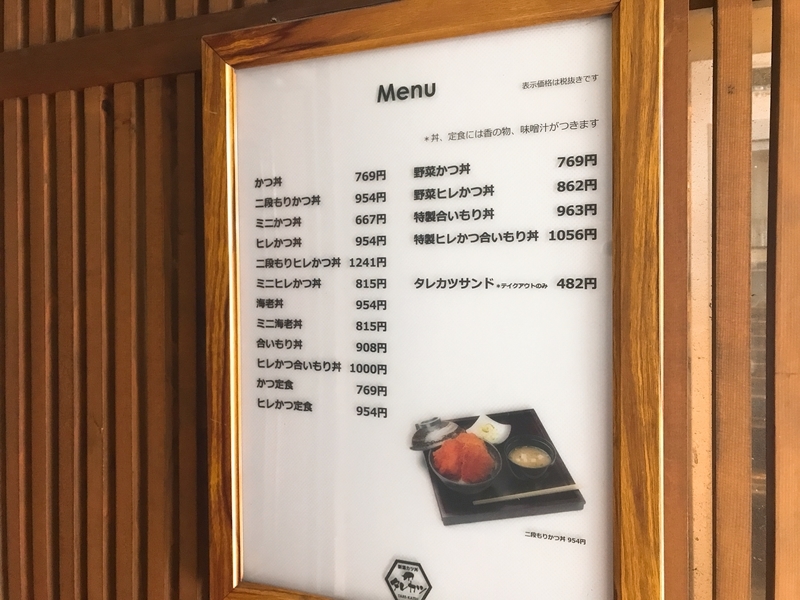 Menu
表示価格は税抜きです
＊丼、定食には香の物、味噌汁がつきます
かつ丼 769円
二段もりかつ丼 954円
ミニかつ丼 667円
ヒレかつ丼 954円
二段もりヒレかつ丼 1241円
ミニヒレかつ丼 815円
海老丼 954円
ミニ海老丼 815円
合いもり丼 908円
ヒレかつ合いもり丼 1000円
かつ定食 769円
ヒレかつ定食 954円
野菜かつ丼 769円
野菜ヒレかつ丼 862円
特製合いもり丼 963円
特製ヒレかつ合いもり丼 1056円
タレカツサンド ＊テイクアウトのみ 482円
二段もりかつ丼 954円
新潟カツ丼
タレカツ